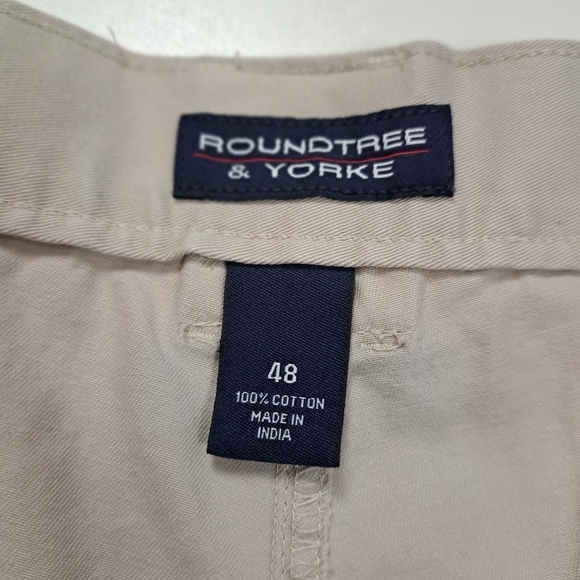 ROUNDTREE
& YORKE
48
100% COTTON
MADE IN
INDIA